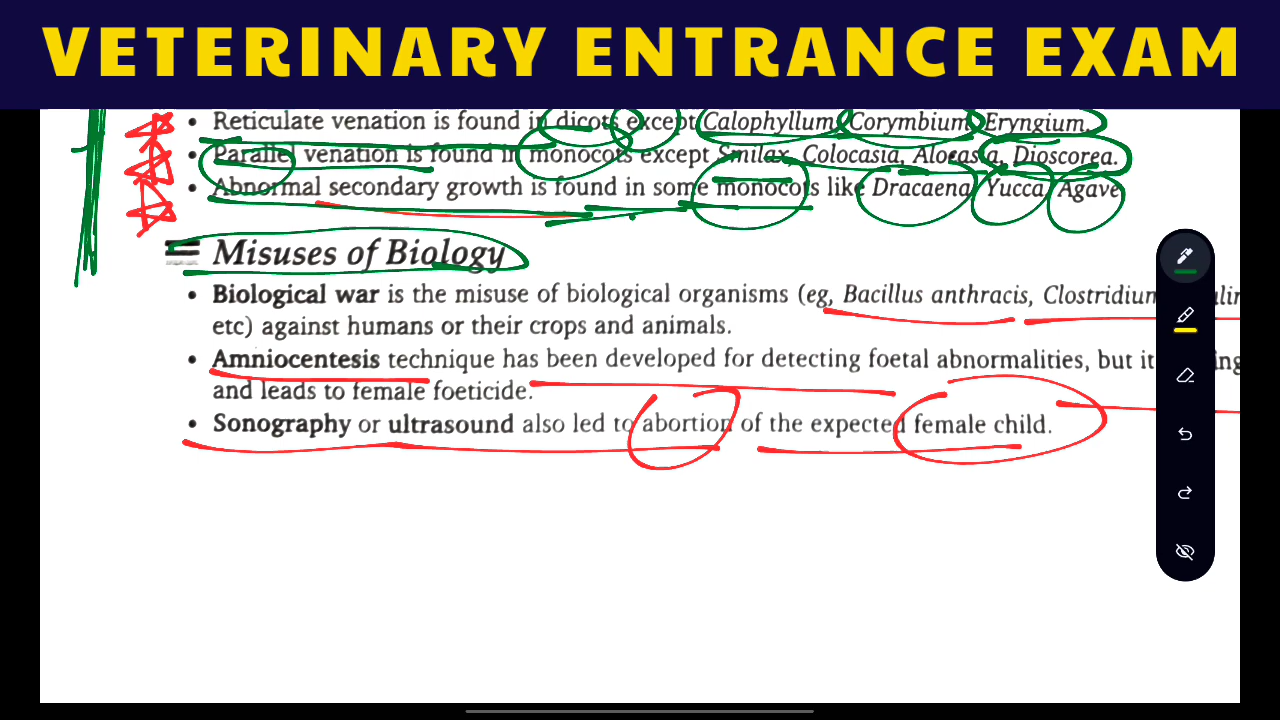 VETERINARY ENTRANCE EXAM
• Reticulate venation is found in dicots except Calophyllum, Corymbium, Eryngium.
• Parallel venation is found in monocots except Smilax, Colocasia, Alocasia, Dioscorea.
• Abnormal secondary growth is found in some monocots like Dracaena, Yucca, Agave
Misuses of Biology
• Biological war is the misuse of biological organisms (eg, Bacillus anthracis, Clostridium
etc) against humans or their crops and animals.
• Amniocentesis technique has been developed for detecting foetal abnormalities, but it
and leads to female foeticide.
• Sonography or ultrasound also led to abortion of the expected female child.